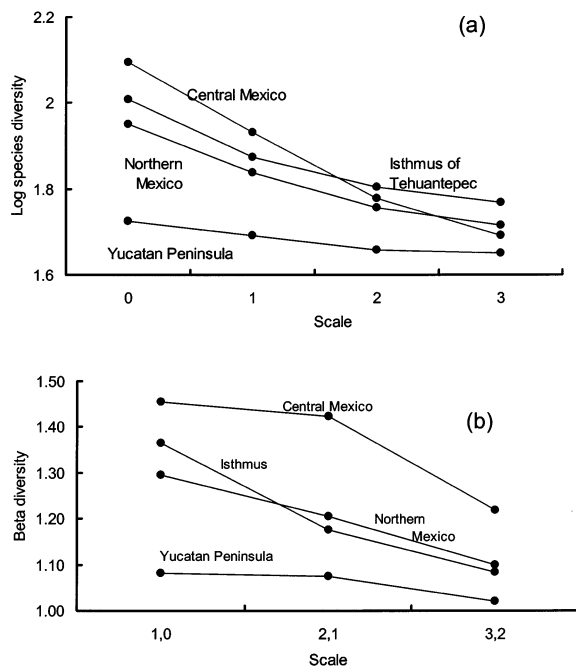 (a)
2.2
2
1.8
1.6
Log species diversity
Central Mexico
Northern
Mexico
Isthmus of
Tehuantepec
Yucatan Peninsula
0 1 2 3
Scale
(b)
1.50
1.40
1.30
1.20
1.10
1.00
Beta diversity
Central Mexico
Isthmus
Northern
Mexico
Yucatan Peninsula
1,0 2,1 3,2
Scale